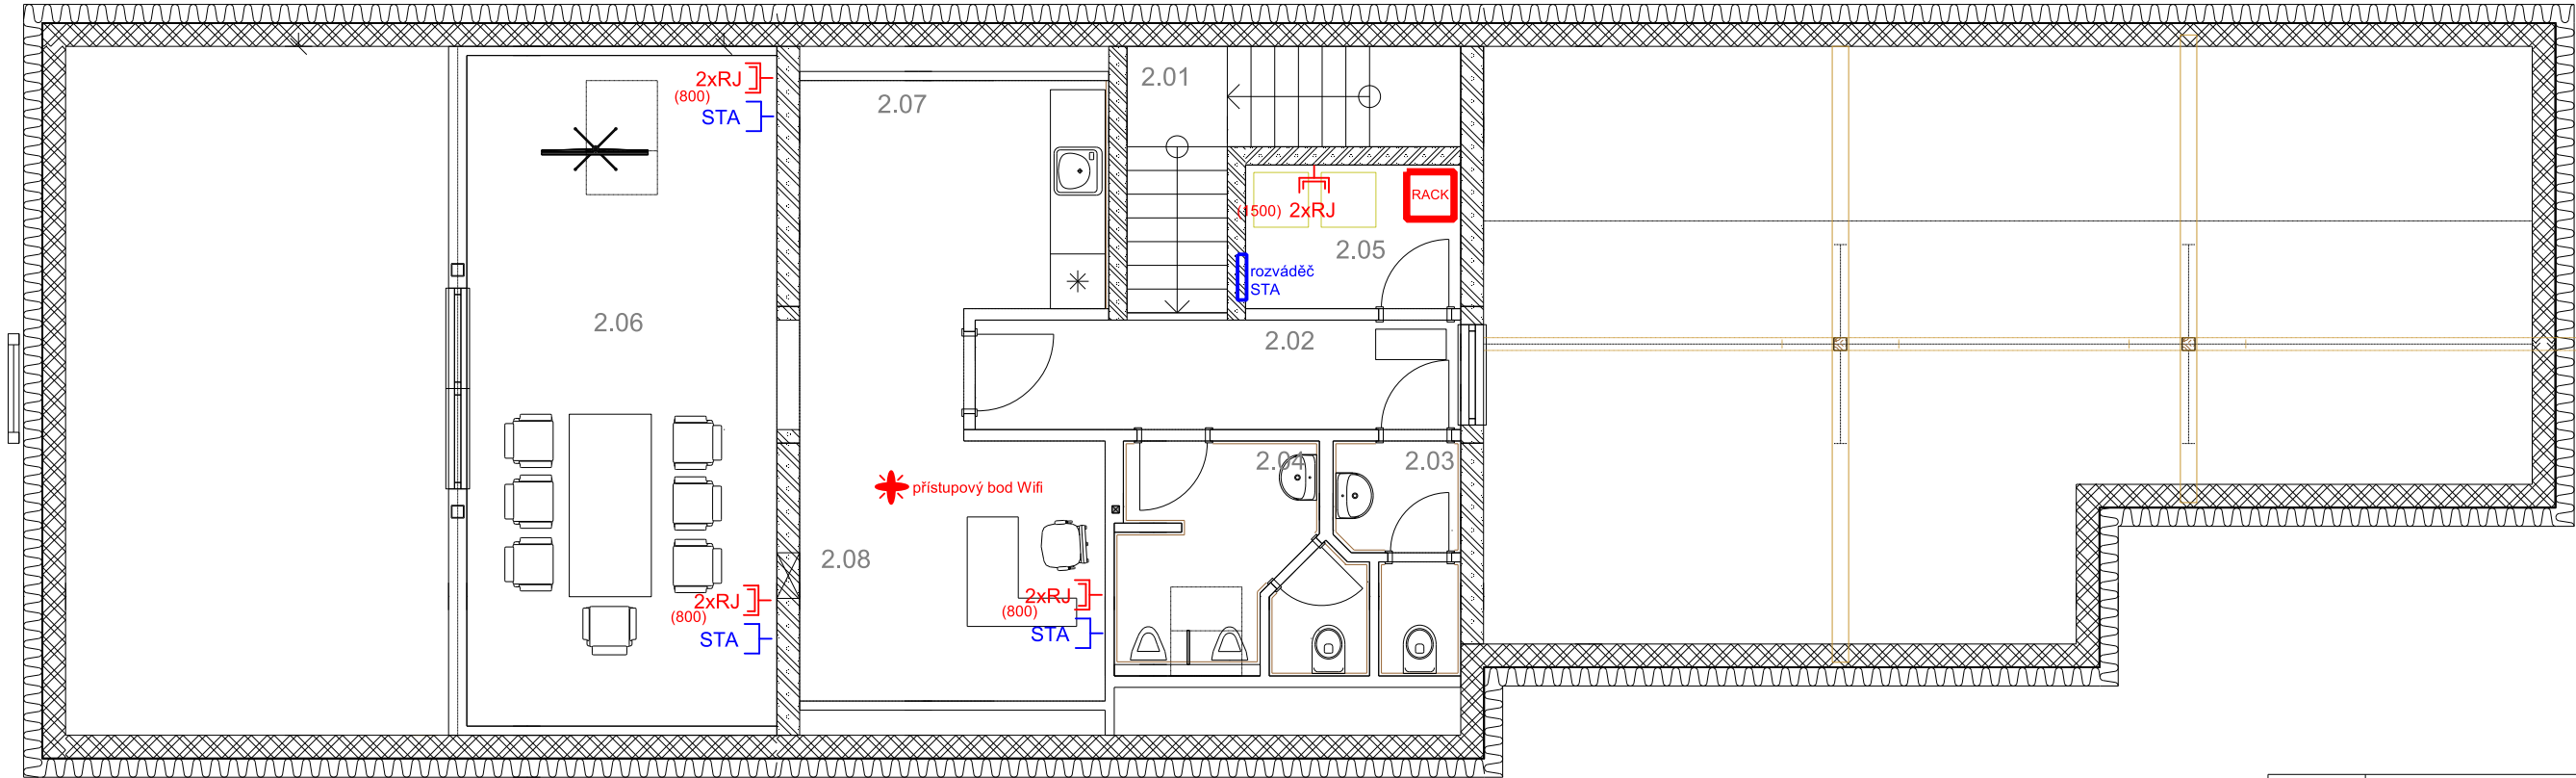 2xRJ
(800)
STA
2.07
2.01
RACK
(1500) 2xRJ
2.05
rozváděč
STA
2.06
2.02
2.04
2.03
přístupový bod Wifi
2.08
2xRJ
(800)
STA
2xRJ
(800)
STA